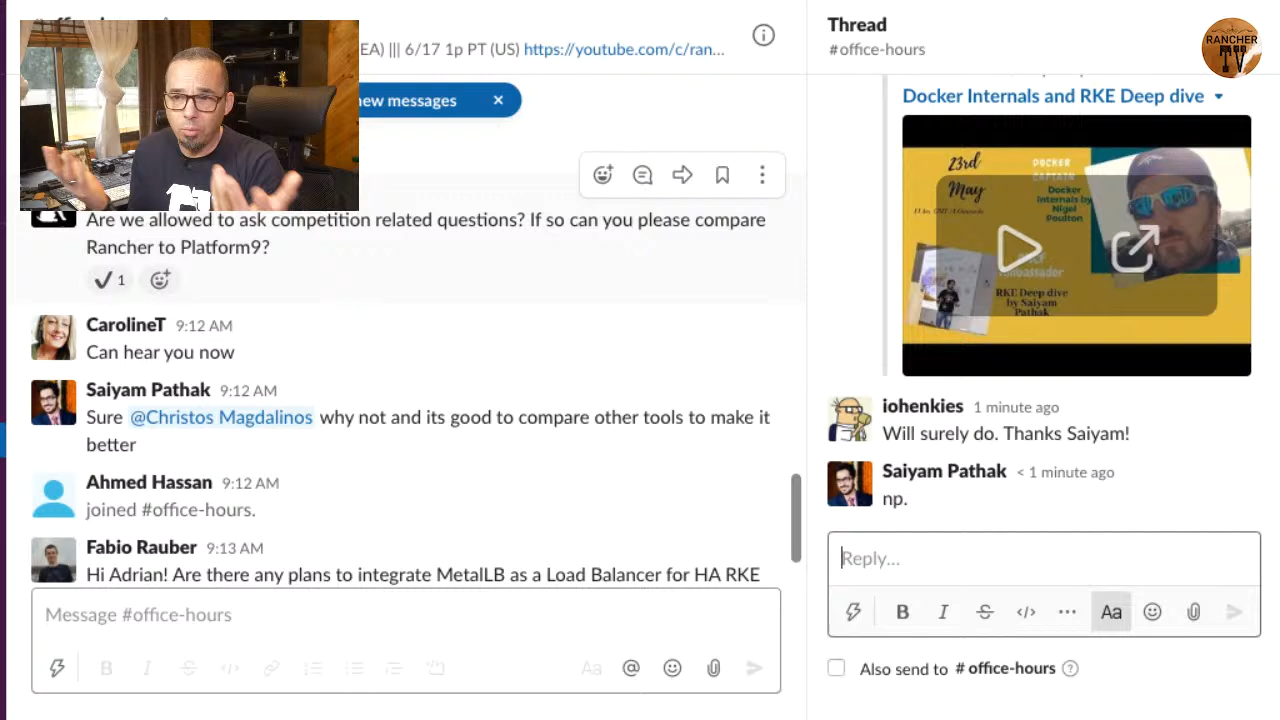 EA) ||| 6/17 1p PT (US) https://youtube.com/c/ran...
new messages
Are we allowed to ask competition related questions? If so can you please compare
Rancher to Platform9?
1
CarolineT 9:12 AM
Can hear you now
Saiyam Pathak 9:12 AM
Sure @Christos Magdalinos why not and its good to compare other tools to make it
better
Ahmed Hassan 9:12 AM
joined #office-hours.
Fabio Rauber 9:13 AM
Hi Adrian! Are there any plans to integrate MetalLB as a Load Balancer for HA RKE
Message #office-hours
B I S
Aa @
Thread
#office-hours
RANCHER
TV
Docker Internals and RKE Deep dive
23rd
May
DOCKER
CAPTAIN
Docker
Internals by
Nigel
Poulton
RKE Deep dive
by Saiyam
Pathak
iohenkies 1 minute ago
Will surely do. Thanks Saiyam!
Saiyam Pathak < 1 minute ago
np.
Reply...
B I S </> ... Aa
Also send to # office-hours ?